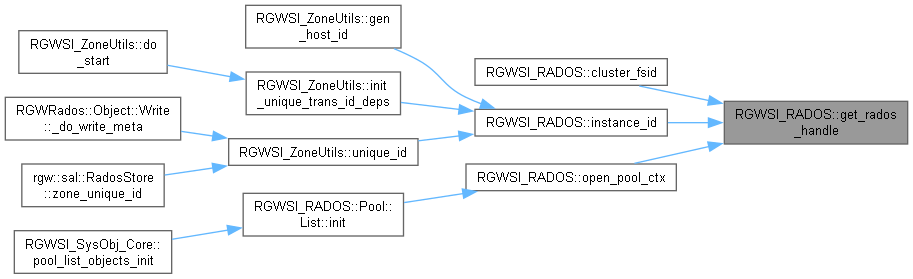 RGWSI_ZoneUtils::gen
_host_id
RGWSI_ZoneUtils::do
_start
RGWSI_RADOS::cluster_fsid
RGWSI_ZoneUtils::init
_unique_trans_id_deps
RGWRados::Object::Write
::_do_write_meta
RGWSI_RADOS::instance_id
RGWSI_RADOS::get_rados
_handle
RGWSI_ZoneUtils::unique_id
rgw::sal::RadosStore
::zone_unique_id
RGWSI_RADOS::open_pool_ctx
RGWSI_RADOS::Pool::
List::init
RGWSI_SysObj_Core::
pool_list_objects_init